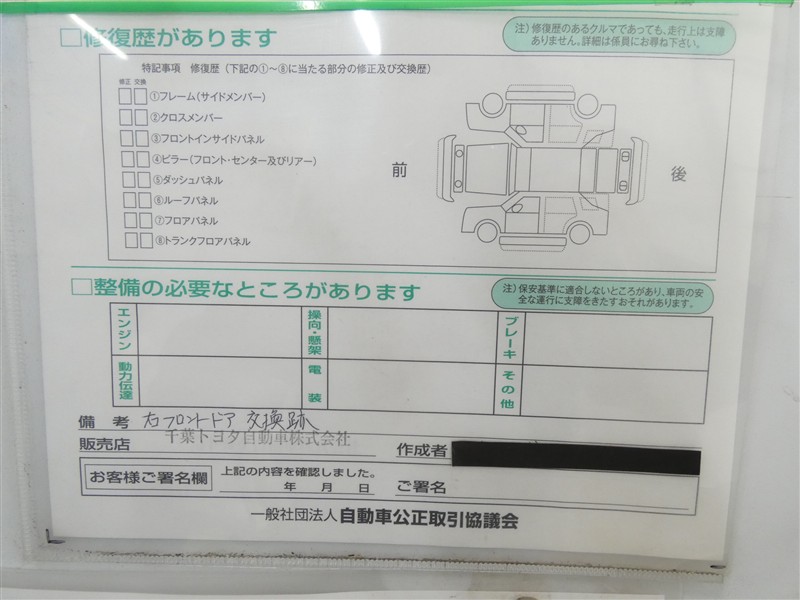 □修復歴があります
注）修復歴のあるクルマであっても、走行上は支障
ありません。詳細は係員にお尋ね下さい。
特記事項 修復歴（下記の①～⑧に当たる部分の修正及び交換歴）
修正 交換
①フレーム（サイドメンバー）
②クロスメンバー
③フロントインサイドパネル
④ピラー（フロント・センター及びリアー）
⑤ダッシュパネル
⑥ルーフパネル
⑦フロアパネル
⑧トランクフロアパネル
前
後
□整備の必要なところがあります
注）保安基準に適合しないところがあり、車両の安
全な運行に支障をきたすおそれがあります。
エンジン
操向・懸架
ブレーキ
動力伝達
電装
その他
備考 右フロントドア 交換跡
販売店 千葉トヨタ自動車株式会社
作成者
お客様ご署名欄
上記の内容を確認しました。
年 月 日
ご署名
一般社団法人 自動車公正取引協議会